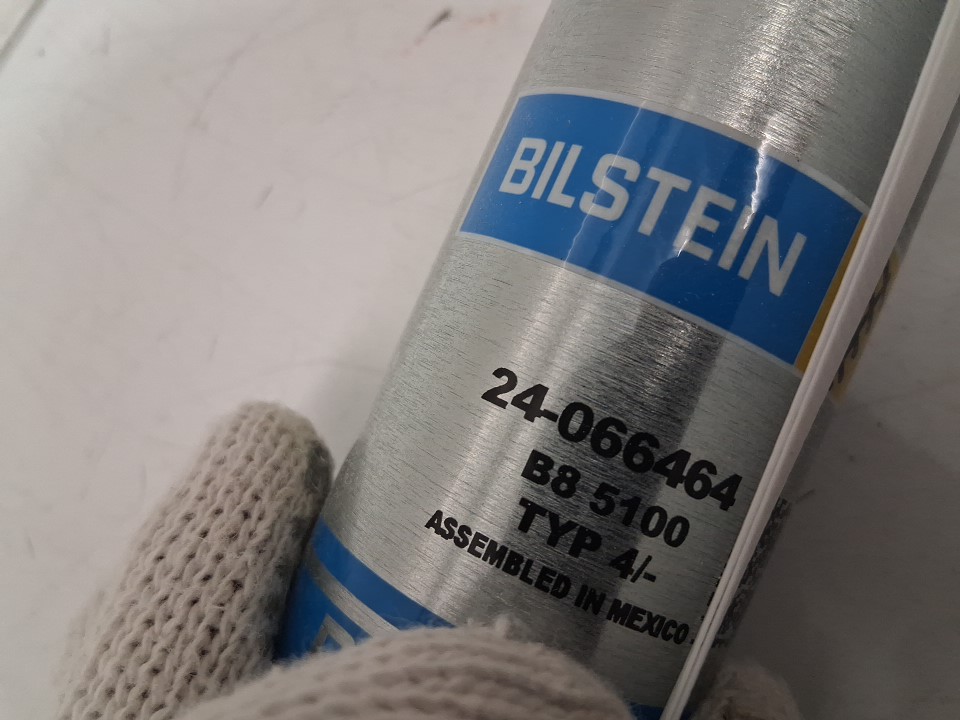 BILSTEIN
24-066464
B8 5100
TYP 4/-
ASSEMBLED IN MEXICO